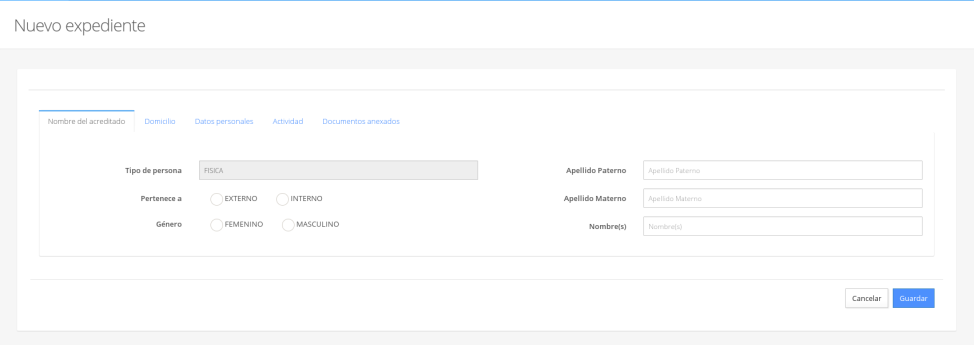 Nuevo expediente
Nombre del acreditado Domicilio Datos personales Actividad Documentos anexados
Tipo de persona FISICA Apellido Paterno Apellido Paterno
Pertenece a EXTERNO INTERNO Apellido Materno Apellido Materno
Género FEMENINO MASCULINO Nombre(s) Nombre(s)
Cancelar Guardar